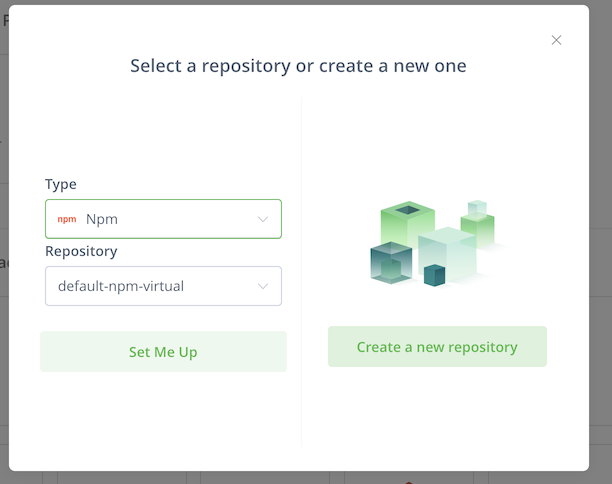 Select a repository or create a new one
Type
npm Npm
Repository
default-npm-virtual
Set Me Up
Create a new repository